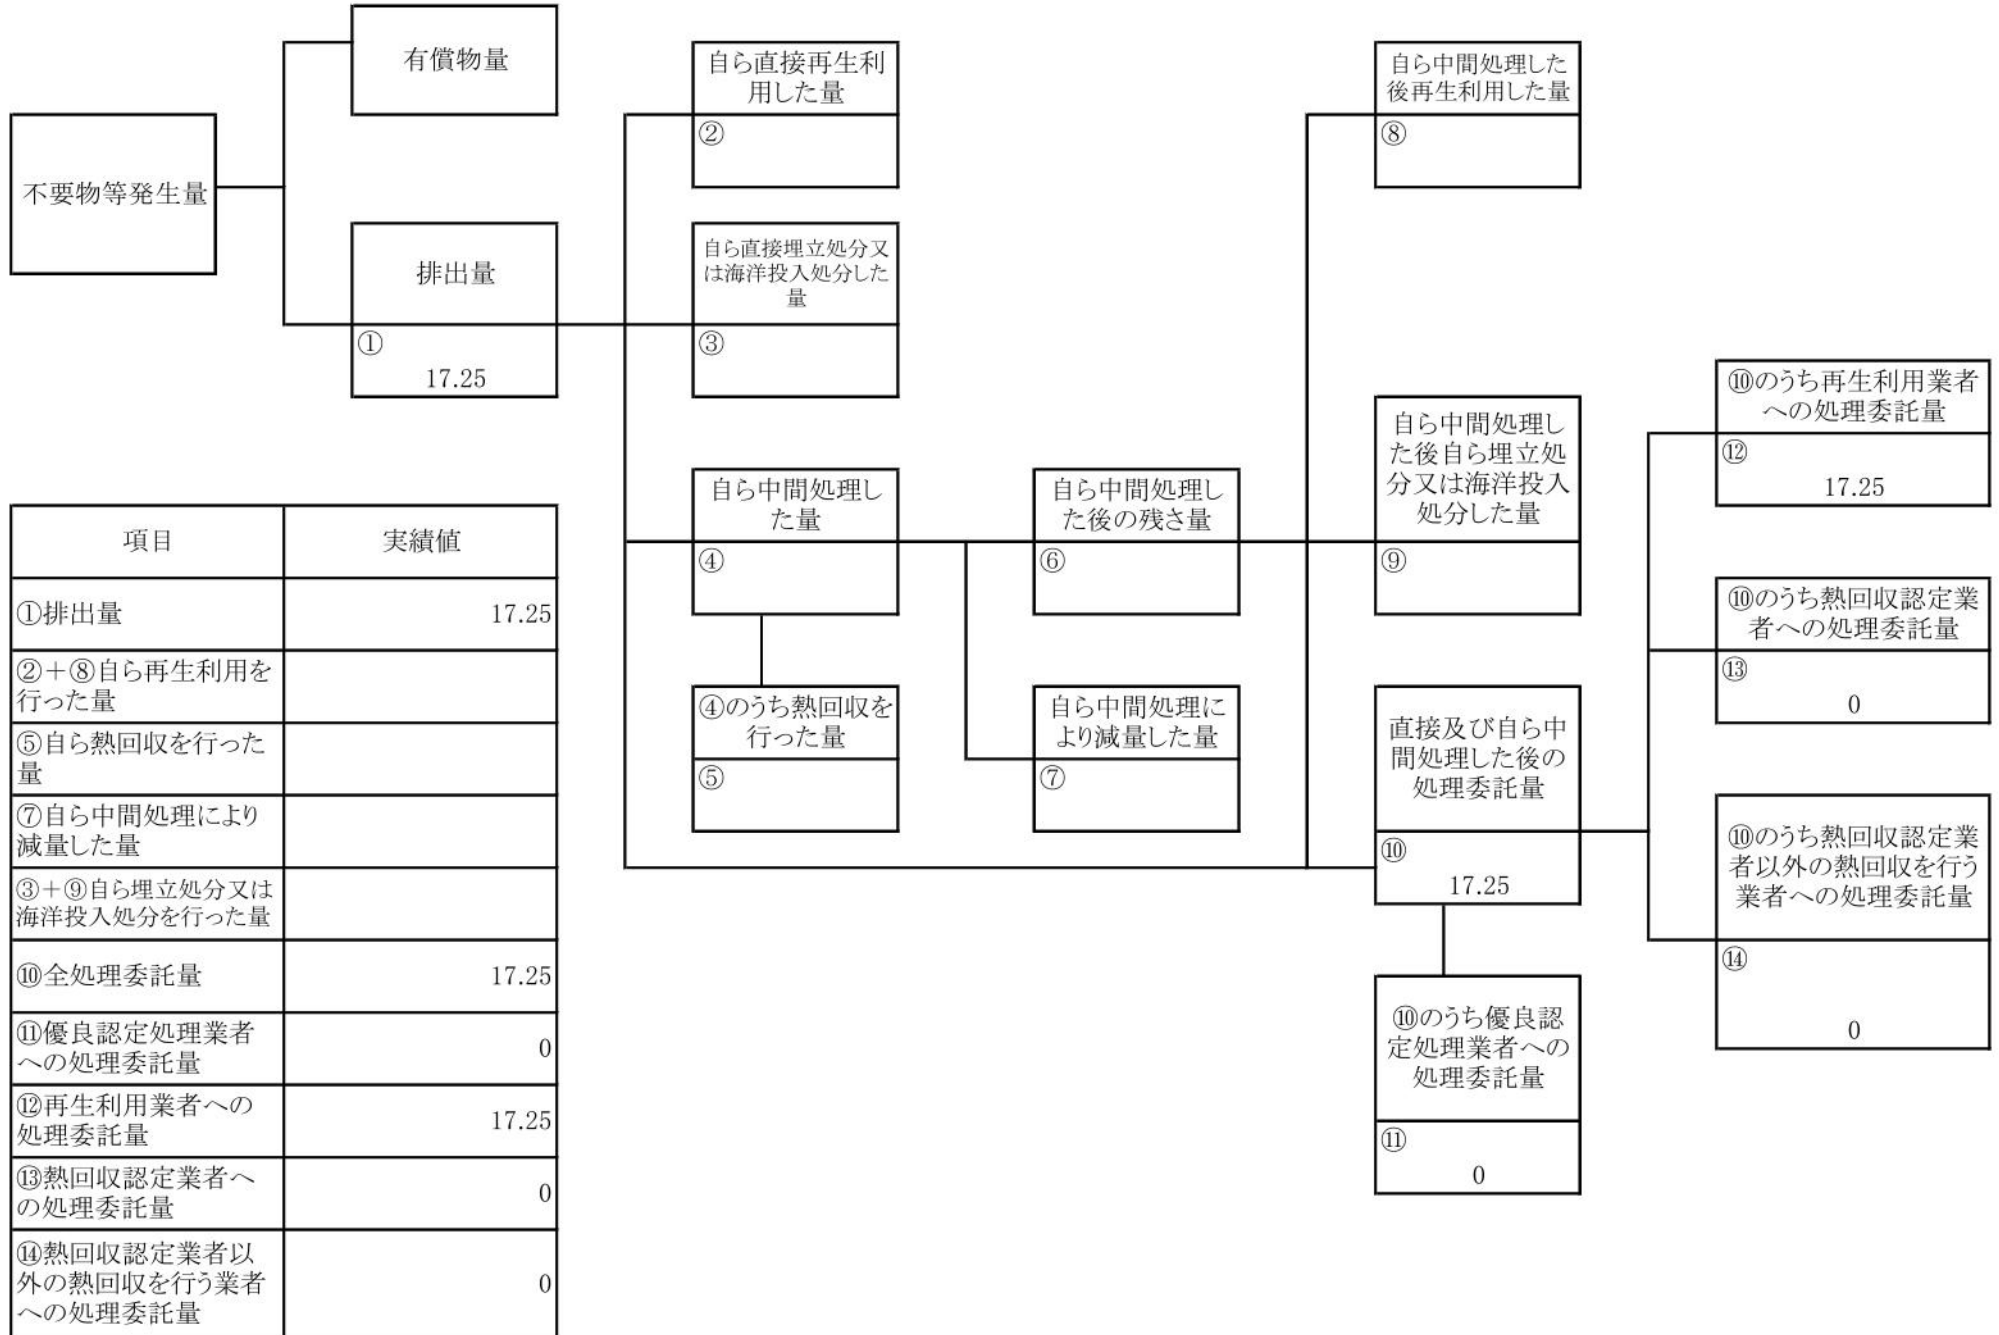 有償物量
不要物等発生量
排出量
①
17.25
自ら直接再生利
用した量
②
自ら直接埋立処分又
は海洋投入処分した
量
③
自ら中間処理し
た量
④
④のうち熱回収を
行った量
⑤
自ら中間処理し
た後の残さ量
⑥
自ら中間処理に
より減量した量
⑦
自ら中間処理した
後再生利用した量
⑧
自ら中間処理し
た後自ら埋立処
分又は海洋投入
処分した量
⑨
直接及び自ら中
間処理した後の
処理委託量
⑩
17.25
⑩のうち優良認
定処理業者への
処理委託量
⑪
0
⑩のうち再生利用業者
への処理委託量
⑫
17.25
⑩のうち熱回収認定業
者への処理委託量
⑬
0
⑩のうち熱回収認定業
者以外の熱回収を行う
業者への処理委託量
⑭
0
項目 実績値
①排出量 17.25
②＋⑧自ら再生利用を
行った量
⑤自ら熱回収を行った
量
⑦自ら中間処理により
減量した量
③＋⑨自ら埋立処分又は
海洋投入処分を行った量
⑩全処理委託量 17.25
⑪優良認定処理業者
への処理委託量 0
⑫再生利用業者への
処理委託量 17.25
⑬熱回収認定業者へ
の処理委託量 0
⑭熱回収認定業者以
外の熱回収を行う業者 0
への処理委託量